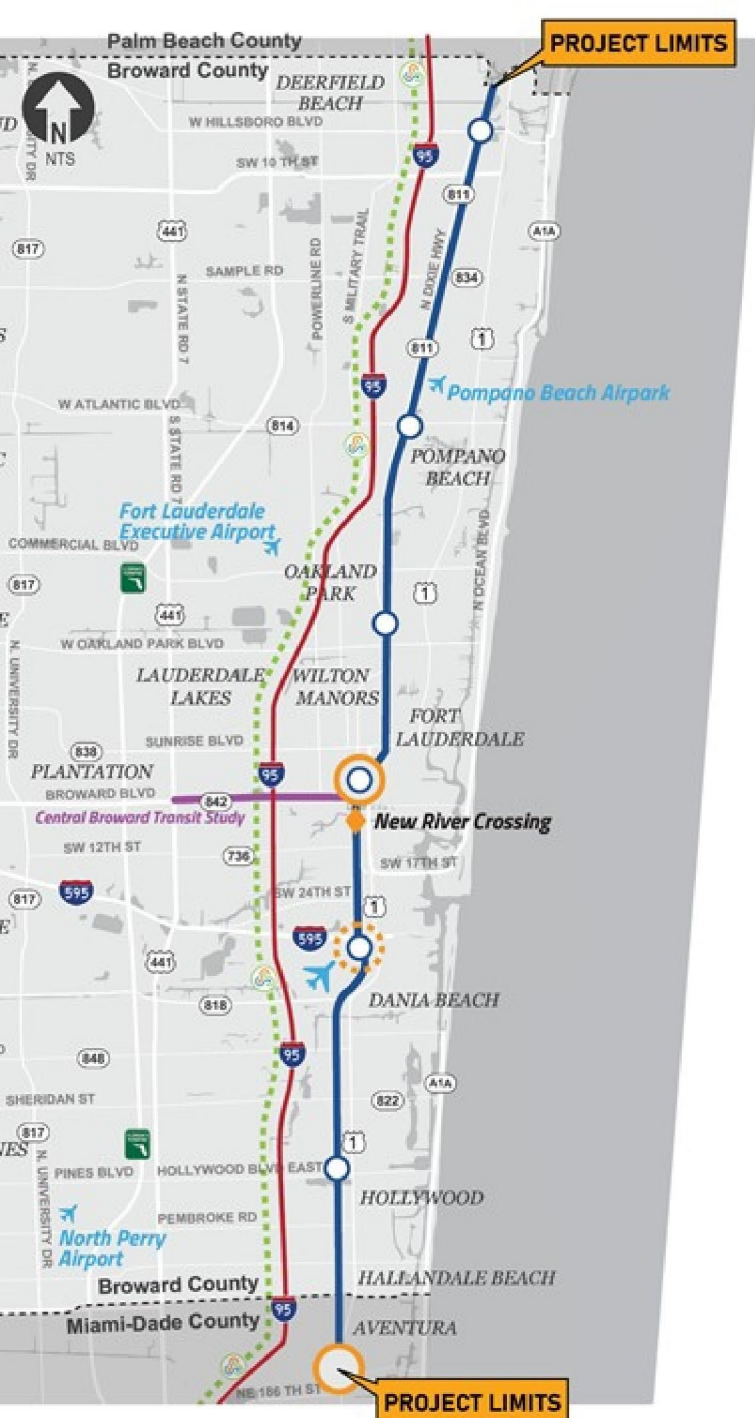 Palm Beach County
Broward County
PROJECT LIMITS
N
NTS
DEERFIELD
BEACH
W HILLSBORO BLVD
SW 10 TH ST
95
811
441
817
A1A
SAMPLE RD
POWERLINE RD
S MILITARY TRAIL
N DIXIE HWY
834
N STATE RD 7
811
1
95
Pompano Beach Airpark
W ATLANTIC BLVD
814
S STATE RD 7
POMPANO
BEACH
Fort Lauderdale
Executive Airport
COMMERCIAL BLVD
N OCEAN BLVD
OAKLAND
PARK
817
1
441
W OAKLAND PARK BLVD
N. UNIVERSITY DR
LAUDERDALE
LAKES
WILTON
MANORS
FORT
LAUDERDALE
SUNRISE BLVD
838
PLANTATION
95
BROWARD BLVD
842
Central Broward Transit Study
New River Crossing
SW 12TH ST
736
SW 17TH ST
595
817
SW 24TH ST
1
595
441
DANIA BEACH
818
95
848
A1A
SHERIDAN ST
822
817
1
N. UNIVERSITY DR
PINES BLVD
HOLLYWOOD BLVD EAST
HOLLYWOOD
PEMBROKE RD
North Perry
Airport
Broward County
HALLANDALE BEACH
95
Miami-Dade County
AVENTURA
NE 186 TH ST
PROJECT LIMITS